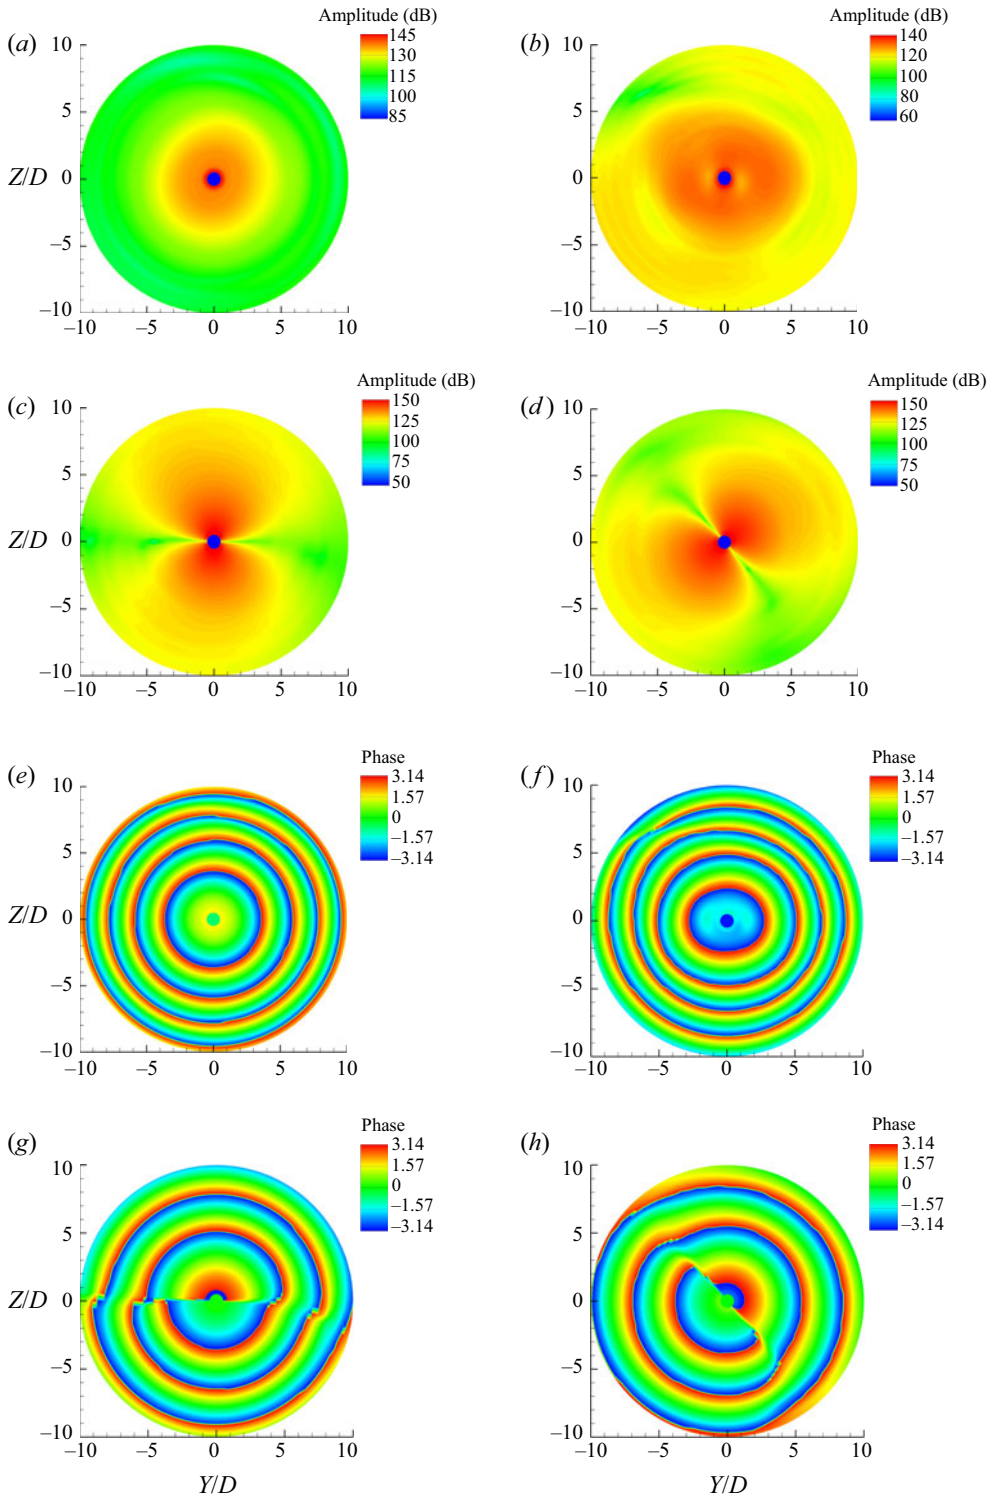 Amplitude (dB)
(a)
10
5
Z/D 0
–5
–10
–10 –5 0 5 10
145
130
115
100
85
Amplitude (dB)
(b)
10
5
0
–5
–10
–10 –5 0 5 10
140
120
100
80
60
Amplitude (dB)
(c)
10
5
Z/D 0
–5
–10
–10 –5 0 5 10
150
125
100
75
50
Amplitude (dB)
(d)
10
5
0
–5
–10
–10 –5 0 5 10
150
125
100
75
50
Phase
(e)
10
5
Z/D 0
–5
–10
–10 –5 0 5 10
3.14
1.57
0
–1.57
–3.14
Phase
(f)
10
5
0
–5
–10
–10 –5 0 5 10
3.14
1.57
0
–1.57
–3.14
Phase
(g)
10
5
Z/D 0
–5
–10
–10 –5 0 5 10
Y/D
3.14
1.57
0
–1.57
–3.14
Phase
(h)
10
5
0
–5
–10
–10 –5 0 5 10
Y/D
3.14
1.57
0
–1.57
–3.14